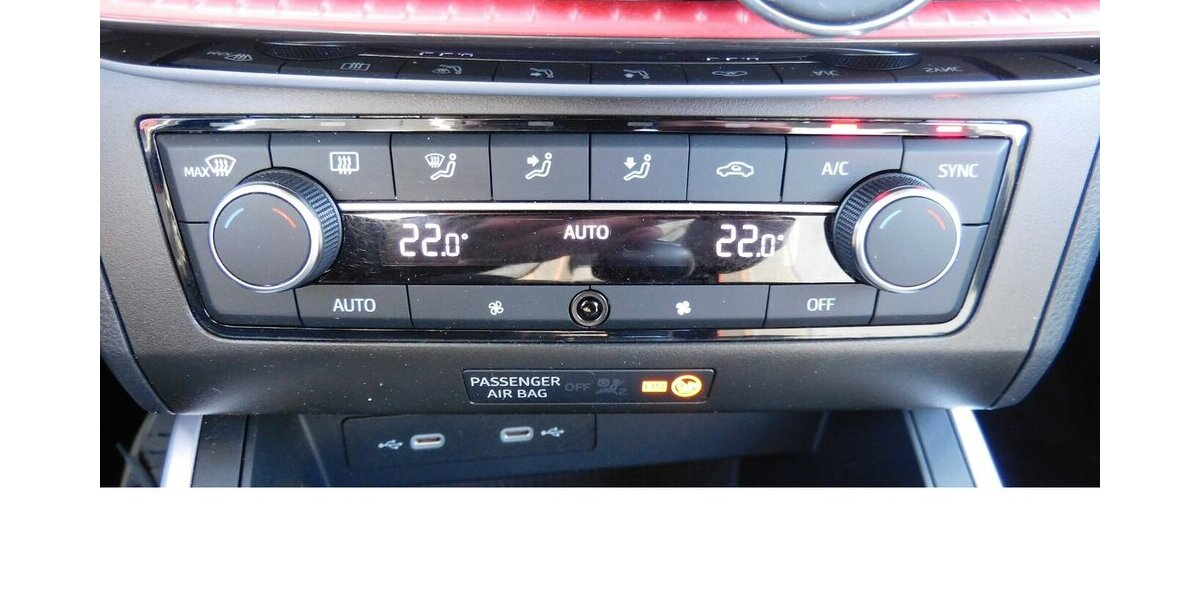 MAX
A/C
SYNC
22.0°
AUTO
22.0°
AUTO
OFF
PASSENGER
AIR BAG
OFF